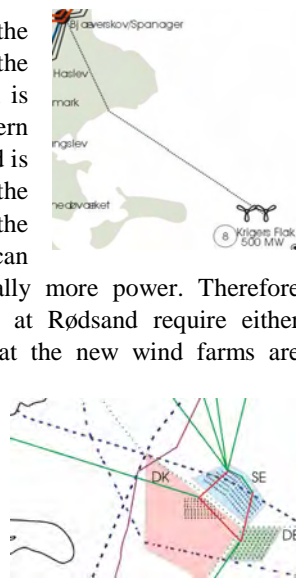 the
the
is
ern
d is
the
the
can
ally more power. Therefore
at Rødsand require either
at the new wind farms are
Bjæverskov/Spanager
Haslev
mark
ngslev
8 Krigers Flak
500 MW
DK
SE
DE